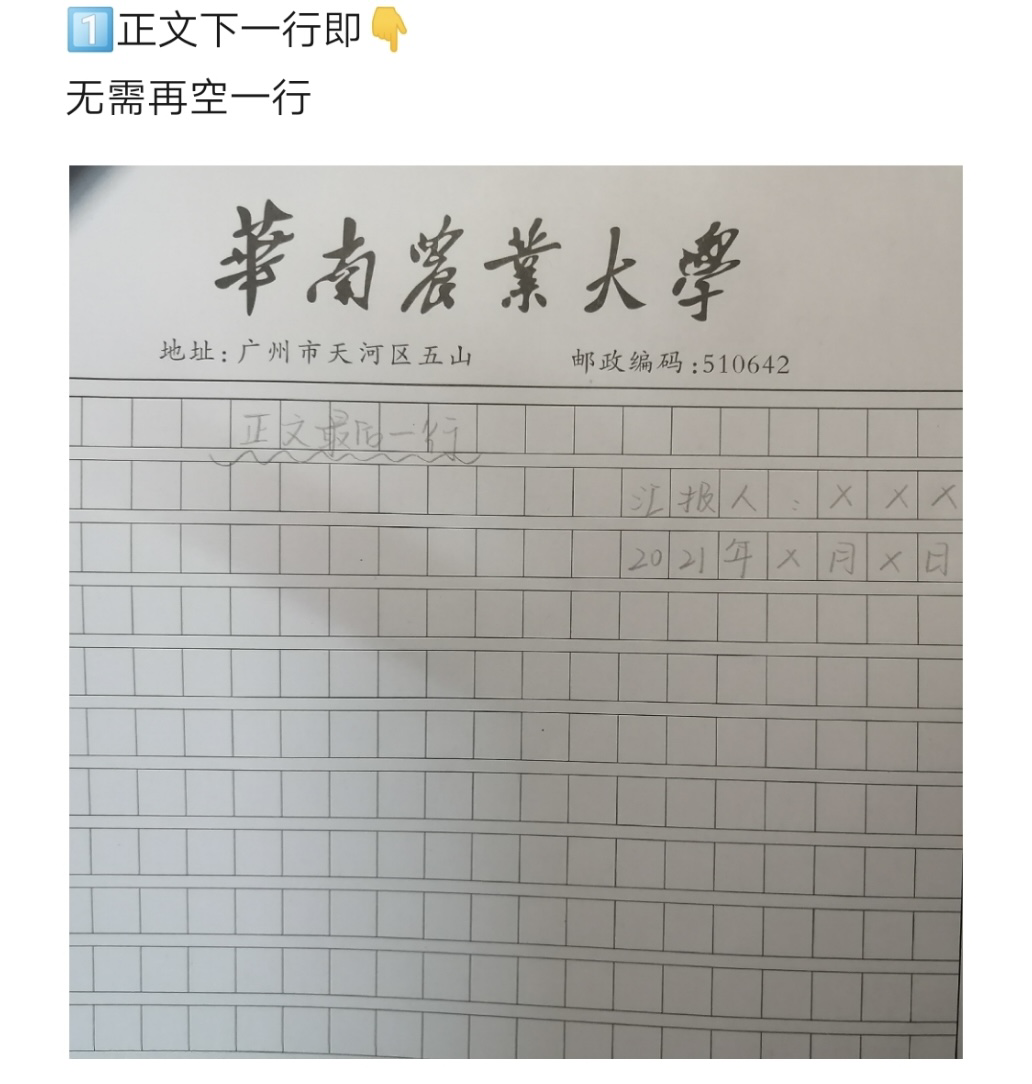 1️⃣正文下一行即👇
无需再空一行
華南農業大學
地址:广州市天河区五山 邮政编码:510642
正文最后一行
汇报人:XXX
2021年X月X日